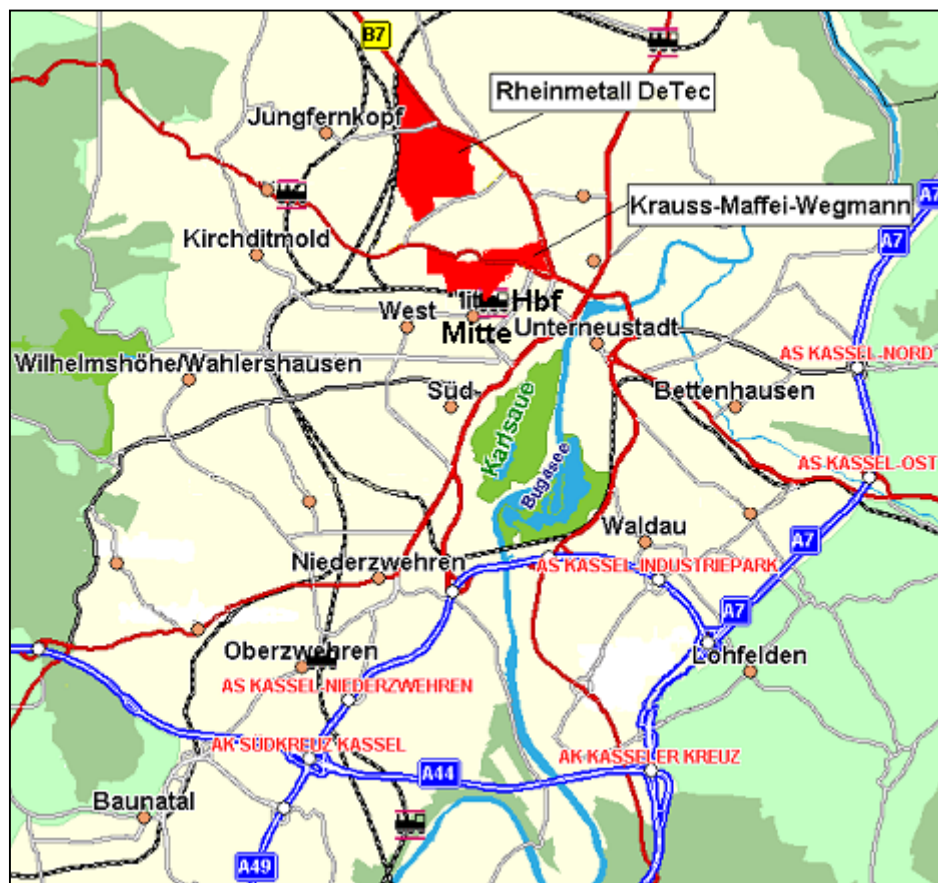 B7
Rheinmetall DeTec
Jungfernkopf
A7
Krauss-Maffei-Wegmann
Kirchditmold
A7
Hbf
West
Mitte
Unterneustadt
AS KASSEL-NORD
Wilhelmshöhe/Wahlershausen
Süd
Bettenhausen
Karlsaue
AS KASSEL-OST
Bugasee
Waldau
A7
Niederzwehren
AS KASSEL-INDUSTRIEPARK
A7
Oberzwehren
Lohfelden
AS KASSEL-NIEDERZWEHREN
AK SÜDKREUZ KASSEL
AK KASSELER KREUZ
A44
Baunatal
A49